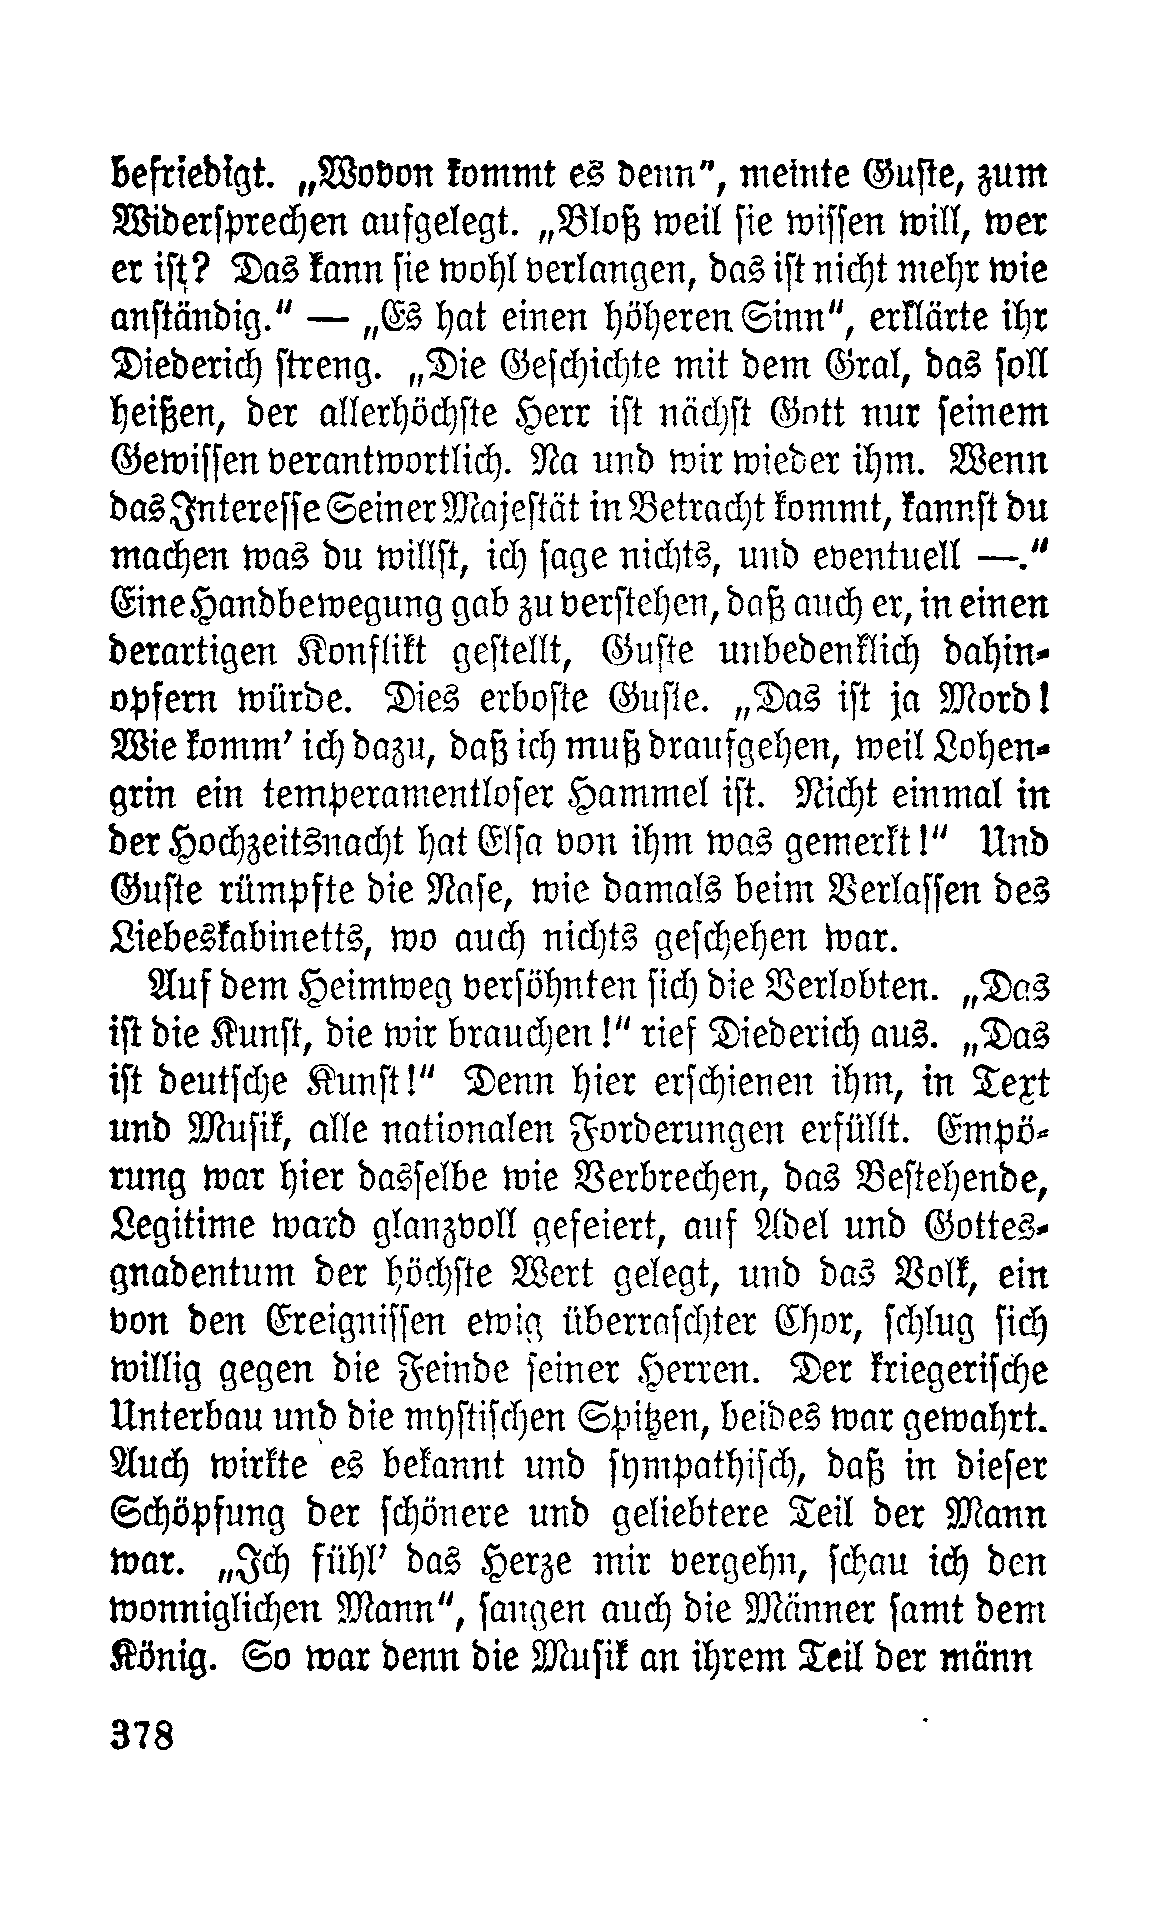 befriedigt. „Wovon kommt es denn“, meinte Guste, zum
Widersprechen aufgelegt. „Bloß weil sie wissen will, wer
er ist? Das kann sie wohl verlangen, das ist nicht mehr wie
anständig.“ — „Es hat einen höheren Sinn“, erklärte ihr
Diederich streng. „Die Geschichte mit dem Gral, das soll
heißen, der allerhöchste Herr ist nächst Gott nur seinem
Gewissen verantwortlich. Na und wir wieder ihm. Wenn
das Interesse Seiner Majestät in Betracht kommt, kannst du
machen was du willst, ich sage nichts, und eventuell —.“
Eine Handbewegung gab zu verstehen, daß auch er, in einen
derartigen Konflikt gestellt, Guste unbedenklich dahin-
opfern würde. Dies erboste Guste. „Das ist ja Mord!
Wie komm’ ich dazu, daß ich muß draufgehen, weil Lohen-
grin ein temperamentloser Hammel ist. Nicht einmal in
der Hochzeitsnacht hat Elsa von ihm was gemerkt!“ Und
Guste rümpfte die Nase, wie damals beim Verlassen des
Liebeskabinetts, wo auch nichts geschehen war.
Auf dem Heimweg versöhnten sich die Verlobten. „Das
ist die Kunst, die wir brauchen!“ rief Diederich aus. „Das
ist deutsche Kunst!“ Denn hier erschienen ihm, in Text
und Musik, alle nationalen Forderungen erfüllt. Empö-
rung war hier dasselbe wie Verbrechen, das Bestehende,
Legitime ward glanzvoll gefeiert, auf Adel und Gottes-
gnadentum der höchste Wert gelegt, und das Volk, ein
von den Ereignissen ewig überraschter Chor, schlug sich
willig gegen die Feinde seiner Herren. Der kriegerische
Unterbau und die mystischen Spitzen, beides war gewahrt.
Auch wirkte es bekannt und sympathisch, daß in dieser
Schöpfung der schönere und geliebtere Teil der Mann
war. „Ich fühl’ das Herze mir vergehn, schau ich den
wonniglichen Mann“, sangen auch die Männer samt dem
König. So war denn die Musik an ihrem Teil der männ
378